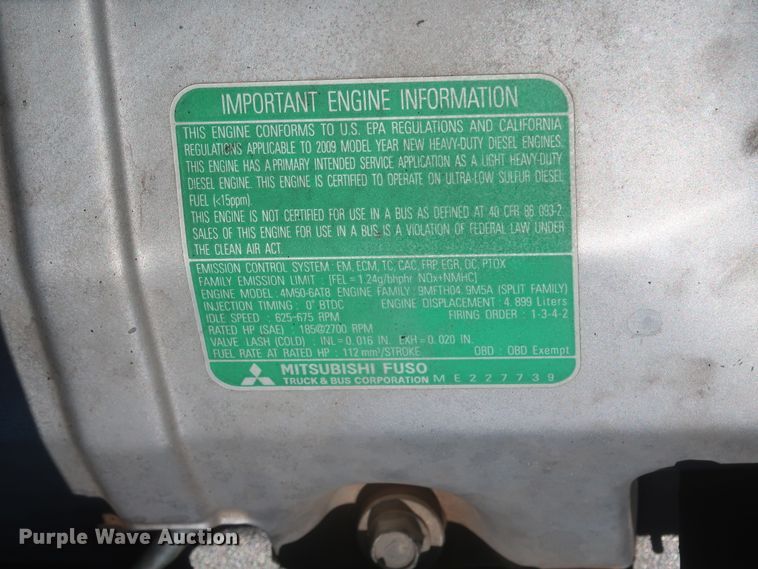 IMPORTANT ENGINE INFORMATION
THIS ENGINE CONFORMS TO U.S. EPA REGULATIONS AND CALIFORNIA
REGULATIONS APPLICABLE TO 2009 MODEL YEAR NEW HEAVY-DUTY DIESEL ENGINES.
THIS ENGINE HAS A PRIMARY INTENDED SERVICE APPLICATION AS A LIGHT HEAVY-DUTY
DIESEL ENGINE. THIS ENGINE IS CERTIFIED TO OPERATE ON ULTRA-LOW SULFUR DIESEL
FUEL (<15ppm).
THIS ENGINE IS NOT CERTIFIED FOR USE IN A BUS AS DEFINED AT 40 CFR 86 093-2.
SALES OF THIS ENGINE FOR USE IN A BUS IS A VIOLATION OF FEDERAL LAW UNDER
THE CLEAN AIR ACT.
EMISSION CONTROL SYSTEM : EM, ECM, TC, CAC, FRP, EGR, OC, PTOX
FAMILY EMISSION LIMIT : [FEL = 1.24g/bhphr NOx+NMHC]
ENGINE MODEL : 4M50-6AT8 ENGINE FAMILY : 9MFTH04.9M5A (SPLIT FAMILY)
INJECTION TIMING : 0° BTDC ENGINE DISPLACEMENT : 4.899 Liters
IDLE SPEED : 625-675 RPM FIRING ORDER : 1-3-4-2
RATED HP (SAE) : 185@2700 RPM
VALVE LASH (COLD) : INL=0.016 IN. EXH=0.020 IN.
FUEL RATE AT RATED HP : 112 mm³/STROKE OBD : OBD Exempt
MITSUBISHI FUSO
TRUCK & BUS CORPORATION ME227739
Purple Wave Auction